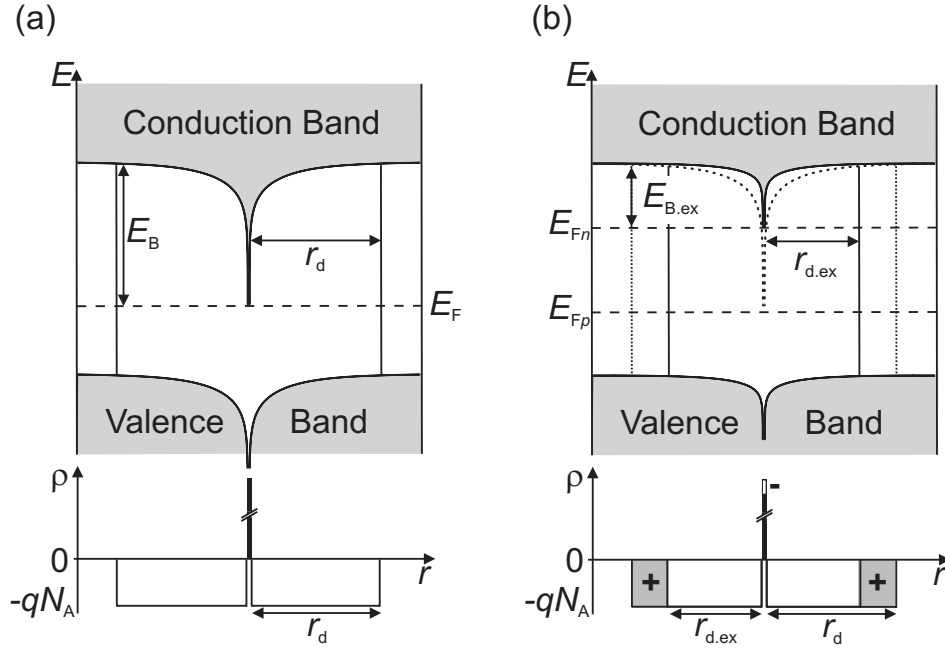 (a)
E
Conduction Band
E_B
r_d
E_F
Valence Band
ρ
0
-qN_A
r
r_d
(b)
E
Conduction Band
E_B.ex
E_Fn
r_d.ex
E_Fp
Valence Band
ρ
-
0
+ +
-qN_A
r
r_d.ex r_d